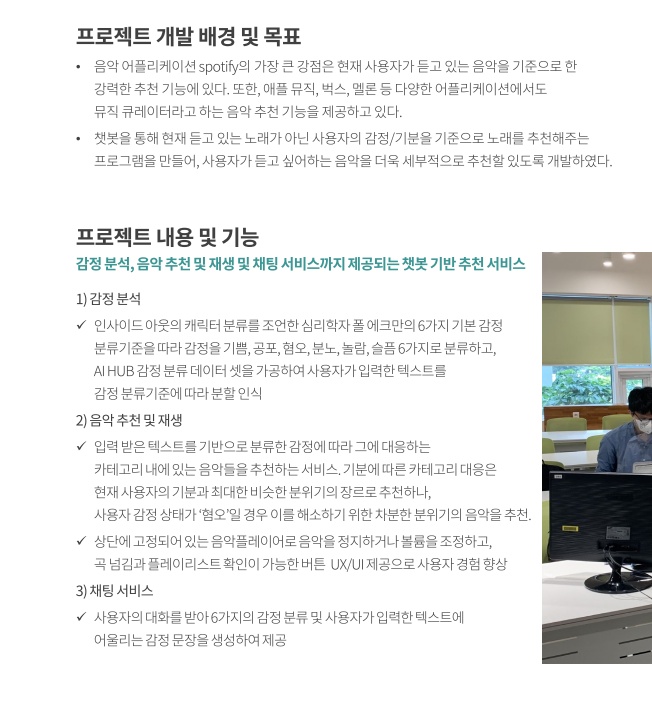 프로젝트 개발 배경 및 목표
• 음악 어플리케이션 spotify의 가장 큰 강점은 현재 사용자가 듣고 있는 음악을 기준으로 한
강력한 추천 기능에 있다. 또한, 애플 뮤직, 벅스, 멜론 등 다양한 어플리케이션에서도
뮤직 큐레이터라고 하는 음악 추천 기능을 제공하고 있다.
• 챗봇을 통해 현재 듣고 있는 노래가 아닌 사용자의 감정/기분을 기준으로 노래를 추천해주는
프로그램을 만들어, 사용자가 듣고 싶어하는 음악을 더욱 세부적으로 추천할 있도록 개발하였다.
프로젝트 내용 및 기능
감정 분석, 음악 추천 및 재생 및 채팅 서비스까지 제공되는 챗봇 기반 추천 서비스
1) 감정 분석
✓ 인사이드 아웃의 캐릭터 분류를 조언한 심리학자 폴 에크만의 6가지 기본 감정
분류기준을 따라 감정을 기쁨, 공포, 혐오, 분노, 놀람, 슬픔 6가지로 분류하고,
AI HUB 감정 분류 데이터 셋을 가공하여 사용자가 입력한 텍스트를
감정 분류기준에 따라 분할 인식
2) 음악 추천 및 재생
✓ 입력 받은 텍스트를 기반으로 분류한 감정에 따라 그에 대응하는
카테고리 내에 있는 음악들을 추천하는 서비스. 기분에 따른 카테고리 대응은
현재 사용자의 기분과 최대한 비슷한 분위기의 장르로 추천하나,
사용자 감정 상태가 ‘혐오’일 경우 이를 해소하기 위한 차분한 분위기의 음악을 추천.
✓ 상단에 고정되어 있는 음악플레이어로 음악을 정지하거나 볼륨을 조정하고,
곡 넘김과 플레이리스트 확인이 가능한 버튼 UX/UI 제공으로 사용자 경험 향상
3) 채팅 서비스
✓ 사용자의 대화를 받아 6가지의 감정 분류 및 사용자가 입력한 텍스트에
어울리는 감정 문장을 생성하여 제공